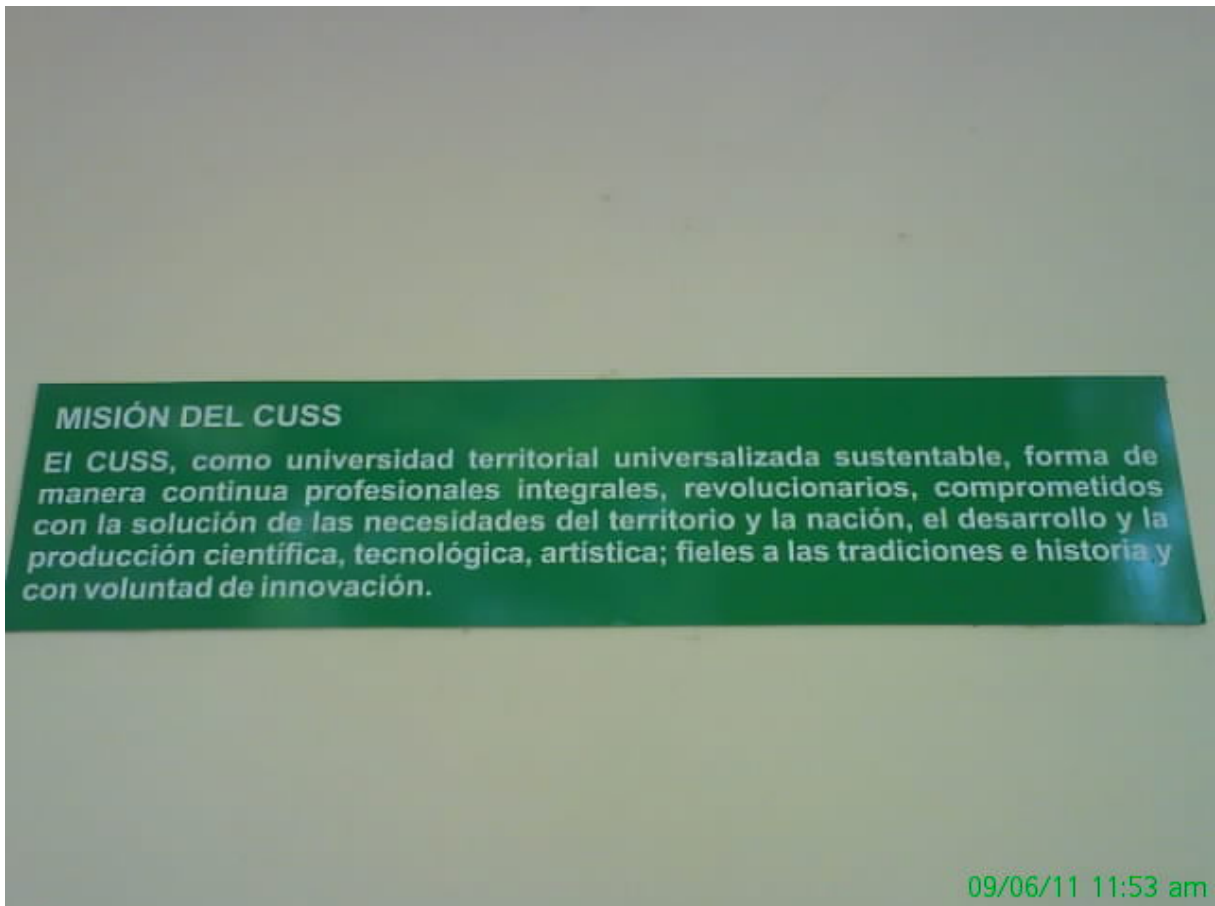 MISIÓN DEL CUSS
El CUSS, como universidad territorial universalizada sustentable, forma de
manera continua profesionales integrales, revolucionarios, comprometidos
con la solución de las necesidades del territorio y la nación, el desarrollo y la
producción científica, tecnológica, artística; fieles a las tradiciones e historia y
con voluntad de innovación.
09/06/11 11:53 am